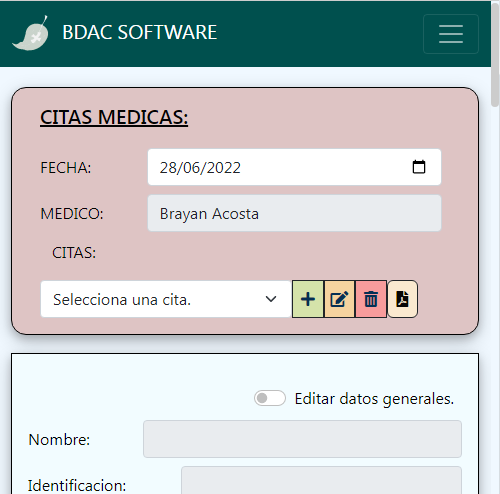 BDAC SOFTWARE
CITAS MEDICAS:
FECHA: 28/06/2022
MEDICO: Brayan Acosta
CITAS:
Selecciona una cita.
Editar datos generales.
Nombre:
Identificacion: